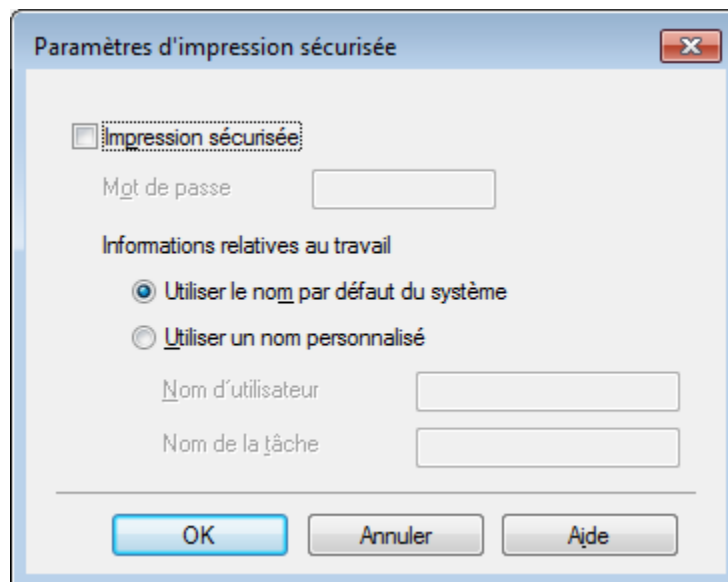 Paramètres d'impression sécurisée
Impression sécurisée
Mot de passe
Informations relatives au travail
Utiliser le nom par défaut du système
Utiliser un nom personnalisé
Nom d´utilisateur
Nom de la tâche
OK Annuler Aide